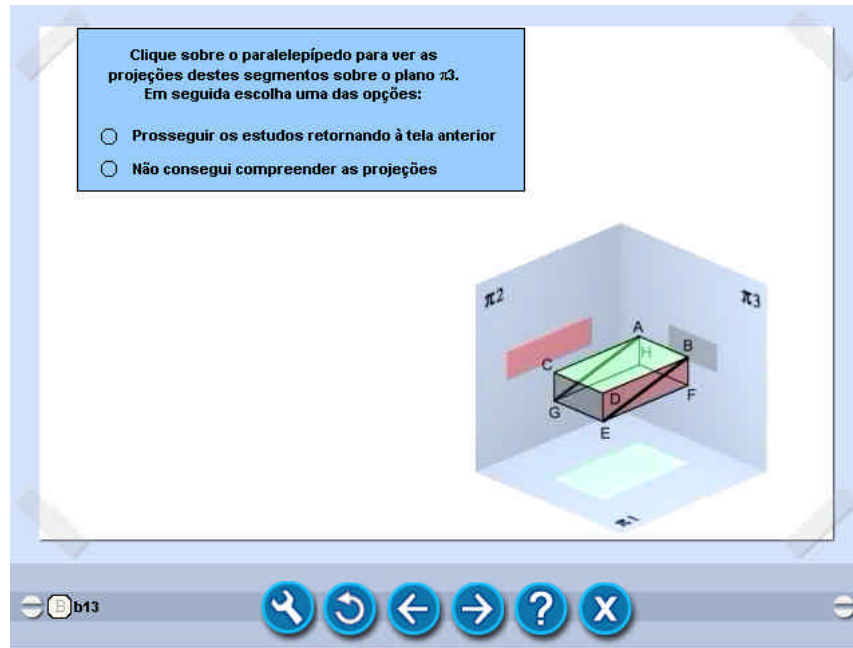 Clique sobre o paralelepípedo para ver as
projeções destes segmentos sobre o plano π3.
Em seguida escolha uma das opções:
Prosseguir os estudos retornando à tela anterior
Não consegui compreender as projeções
π2
π3
A
H
B
C
D
F
G
E
π1
B b13
?
X